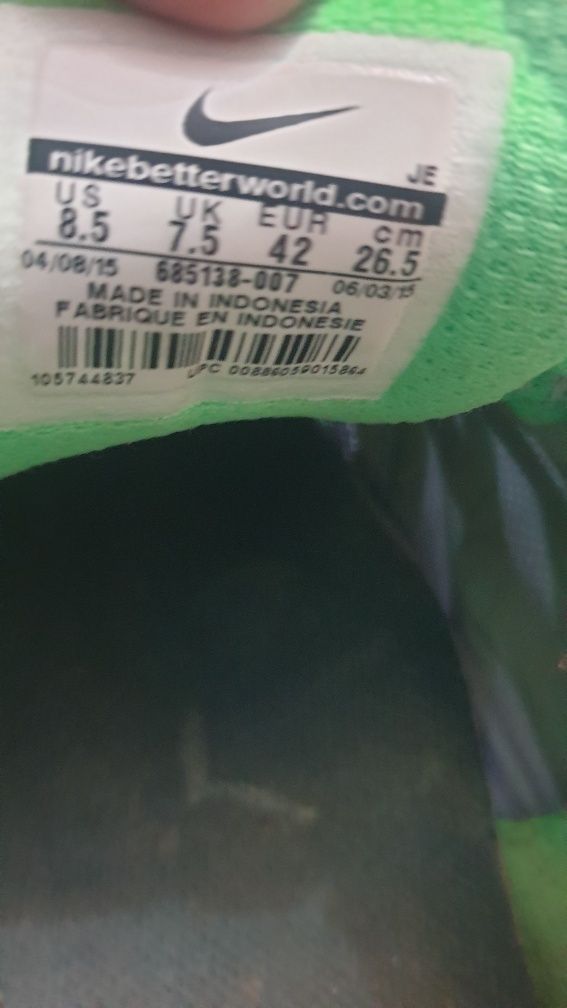 JE
nikebetterworld.com
US UK EUR cm
8.5 7.5 42 26.5
04/08/15 685138-007 06/03/15
MADE IN INDONESIA
FABRIQUE EN INDONESIE
105744837 UPC